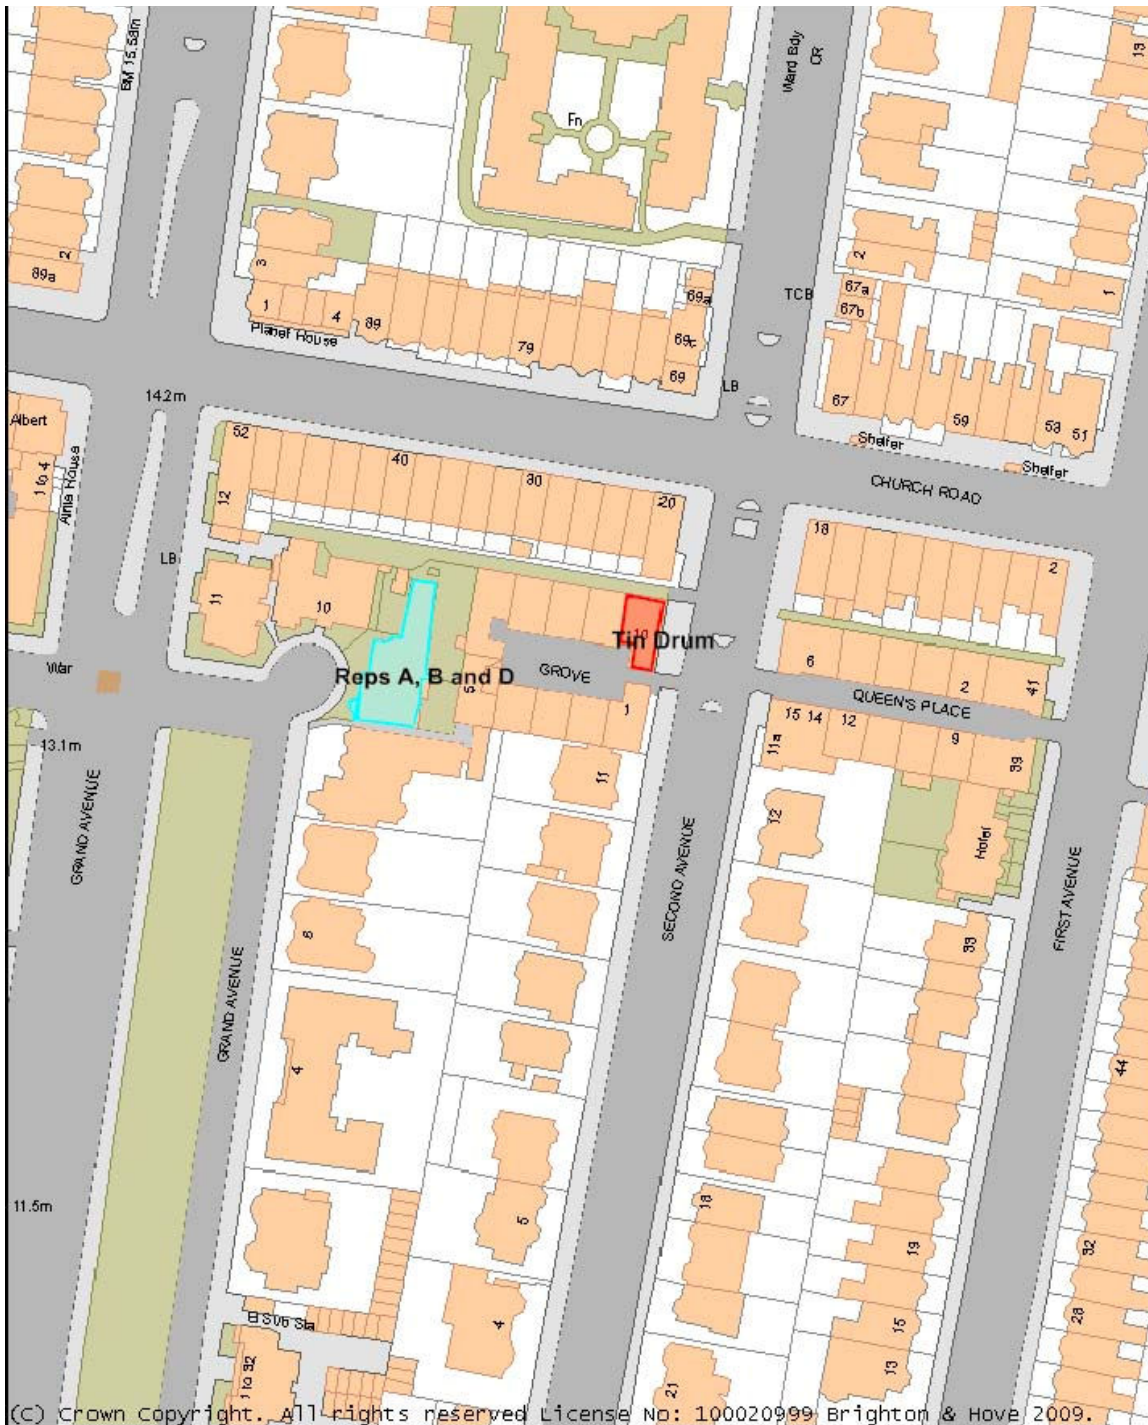 BM 15.58m
Ward Bdy
CR
13
Fn
2
89a
3
1
4
89
Planet House
79
69a
69c
69
TCB
2
67a
67b
1
LB
67
59
53
51
Shelter
Shelter
14.2m
Albert
1 to 4
52
40
30
20
12
CHURCH ROAD
18
2
LB
11
10
10
Tin Drum
Reps A, B and D
GROVE
5
1
6
2
41
QUEEN'S PLACE
War
13.1m
15 14
12
9
39
11a
11
12
Hotel
GRAND AVENUE
SECOND AVENUE
FIRST AVENUE
6
33
GRAND AVENUE
4
44
11.5m
5
18
19
32
El Sub Sta
4
15
28
1 to 32
21
13
(C) Crown Copyright. All rights reserved License No: 100020999 Brighton & Hove 2009.